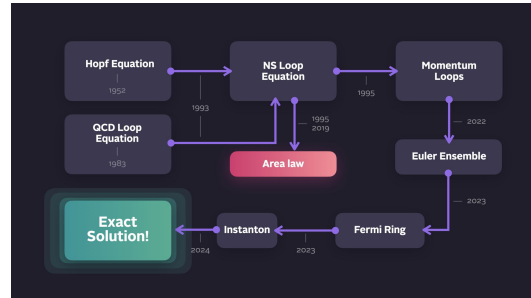 Hopf Equation
1952
NS Loop
Equation
Momentum
Loops
1993
1995
1995
2019
2022
QCD Loop
Equation
1983
Area law
Euler Ensemble
2023
Exact
Solution!
Instanton
Fermi Ring
2024
2023